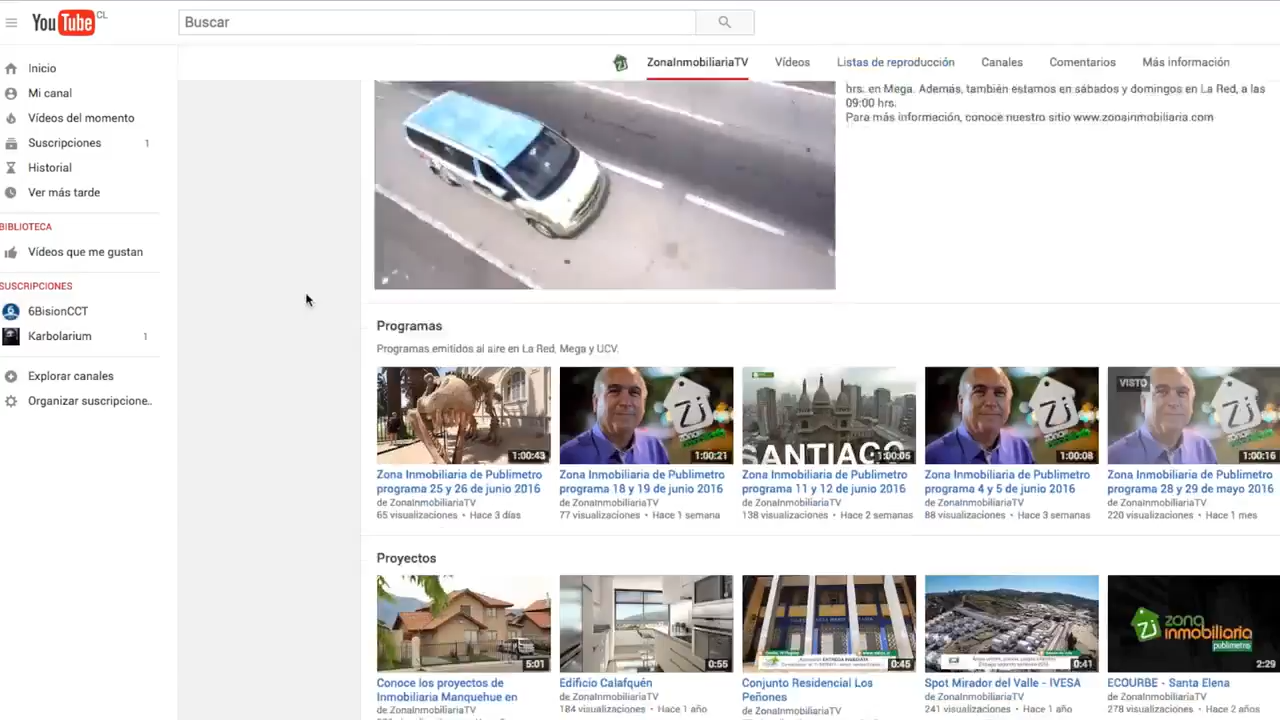 YouTube CL
Buscar
ZonaInmobiliariaTV Vídeos Listas de reproducción Canales Comentarios Más información
Inicio
Mi canal
Vídeos del momento
Suscripciones 1
Historial
Ver más tarde
BIBLIOTECA
Vídeos que me gustan
SUSCRIPCIONES
6BisionCCT
Karbolarium 1
Explorar canales
Organizar suscripcione..
hrs. en Mega. Además, también estamos en sábados y domingos en La Red, a las
09:00 hrs.
Para más información, conoce nuestro sitio www.zonainmobiliaria.com
Programas
Programas emitidos al aire en La Red, Mega y UCV.
1:00:43
Zona Inmobiliaria de Publimetro
programa 25 y 26 de junio 2016
de ZonaInmobiliariaTV
65 visualizaciones • Hace 3 días
Zi
1:00:21
Zona Inmobiliaria de Publimetro
programa 18 y 19 de junio 2016
de ZonaInmobiliariaTV
77 visualizaciones • Hace 1 semana
SANTIAGO
1:00:05
Zona Inmobiliaria de Publimetro
programa 11 y 12 de junio 2016
de ZonaInmobiliariaTV
138 visualizaciones • Hace 2 semanas
Zi
1:00:08
Zona Inmobiliaria de Publimetro
programa 4 y 5 de junio 2016
de ZonaInmobiliariaTV
88 visualizaciones • Hace 3 semanas
VISTO
Zi
1:00:16
Zona Inmobiliaria de Publimetro
programa 28 y 29 de mayo 2016
de ZonaInmobiliariaTV
220 visualizaciones • Hace 1 mes
Proyectos
5:01
Conoce los proyectos de
Inmobiliaria Manquehue en
de ZonaInmobiliariaTV
0:55
Edificio Calafquén
de ZonaInmobiliariaTV
184 visualizaciones • Hace 1 año
0:45
Conjunto Residencial Los
Peñones
de ZonaInmobiliariaTV
0:41
Spot Mirador del Valle - IVESA
de ZonaInmobiliariaTV
241 visualizaciones • Hace 1 año
Zi zona
inmobiliaria
publimetro
2:29
ECOURBE - Santa Elena
de ZonaInmobiliariaTV
278 visualizaciones • Hace 2 años